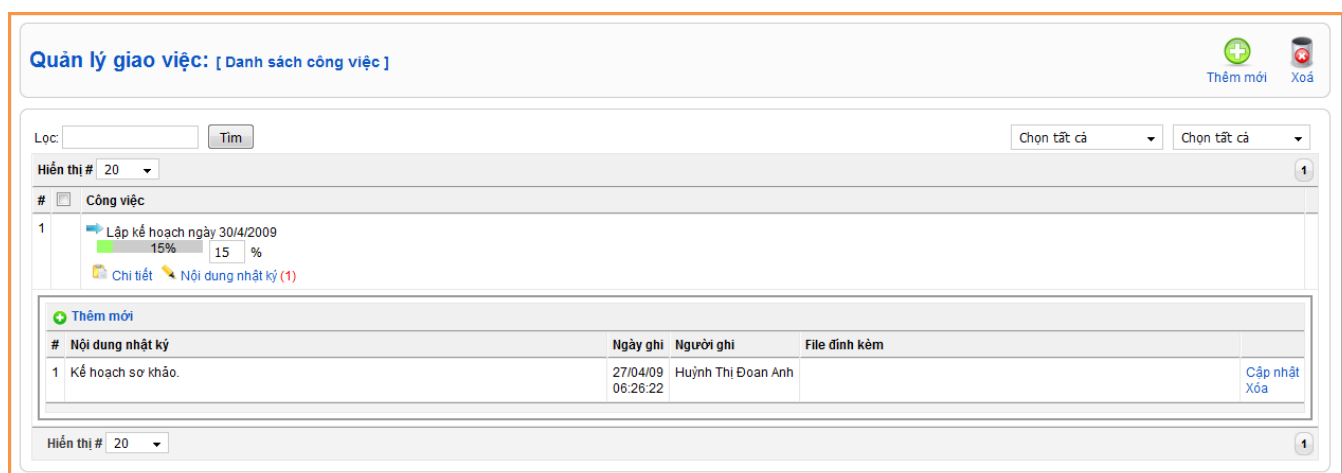 Quản lý giao việc: [ Danh sách công việc ]
Thêm mới Xoá
Lọc: Tìm Chọn tất cả Chọn tất cả
Hiển thị # 20 1
# Công việc
1 Lập kế hoạch ngày 30/4/2009
15% 15 %
Chi tiết Nội dung nhật ký (1)
Thêm mới
# Nội dung nhật ký Ngày ghi Người ghi File đính kèm
1 Kế hoạch sơ khảo. 27/04/09 Huỳnh Thị Đoan Anh Cập nhật
06:26:22 Xóa
Hiển thị # 20 1